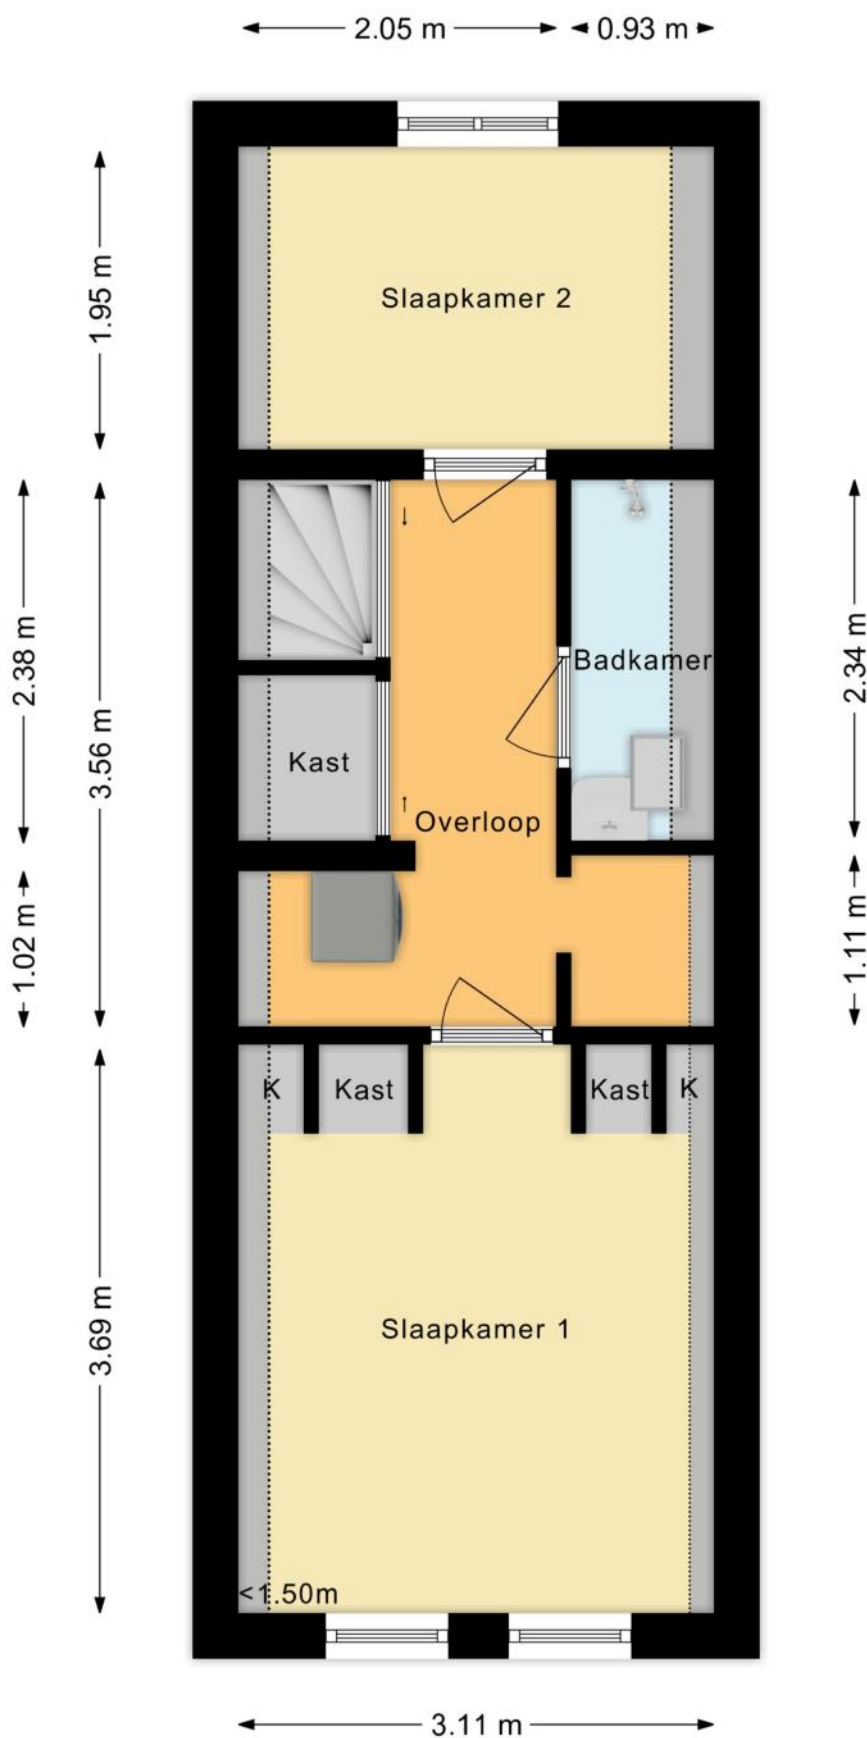 2.05 m
0.93 m
1.95 m
Slaapkamer 2
2.38 m
3.56 m
2.34 m
Badkamer
Kast
Overloop
1.02 m
1.11 m
K
Kast
Kast
K
3.69 m
Slaapkamer 1
<1.50m
3.11 m